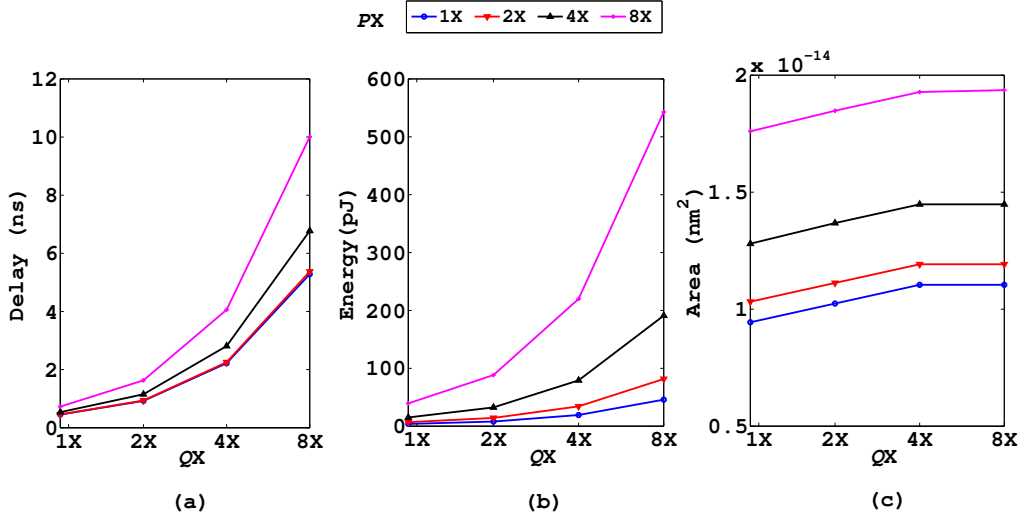 PX 1X 2X 4X 8X
12
10
8
6
4
2
0
Delay (ns)
1X 2X 4X 8X
QX
(a)
600
500
400
300
200
100
0
Energy(pJ)
1X 2X 4X 8X
QX
(b)
2 x 10^-14
1.5
1
0.5
Area (nm²)
1X 2X 4X 8X
QX
(c)